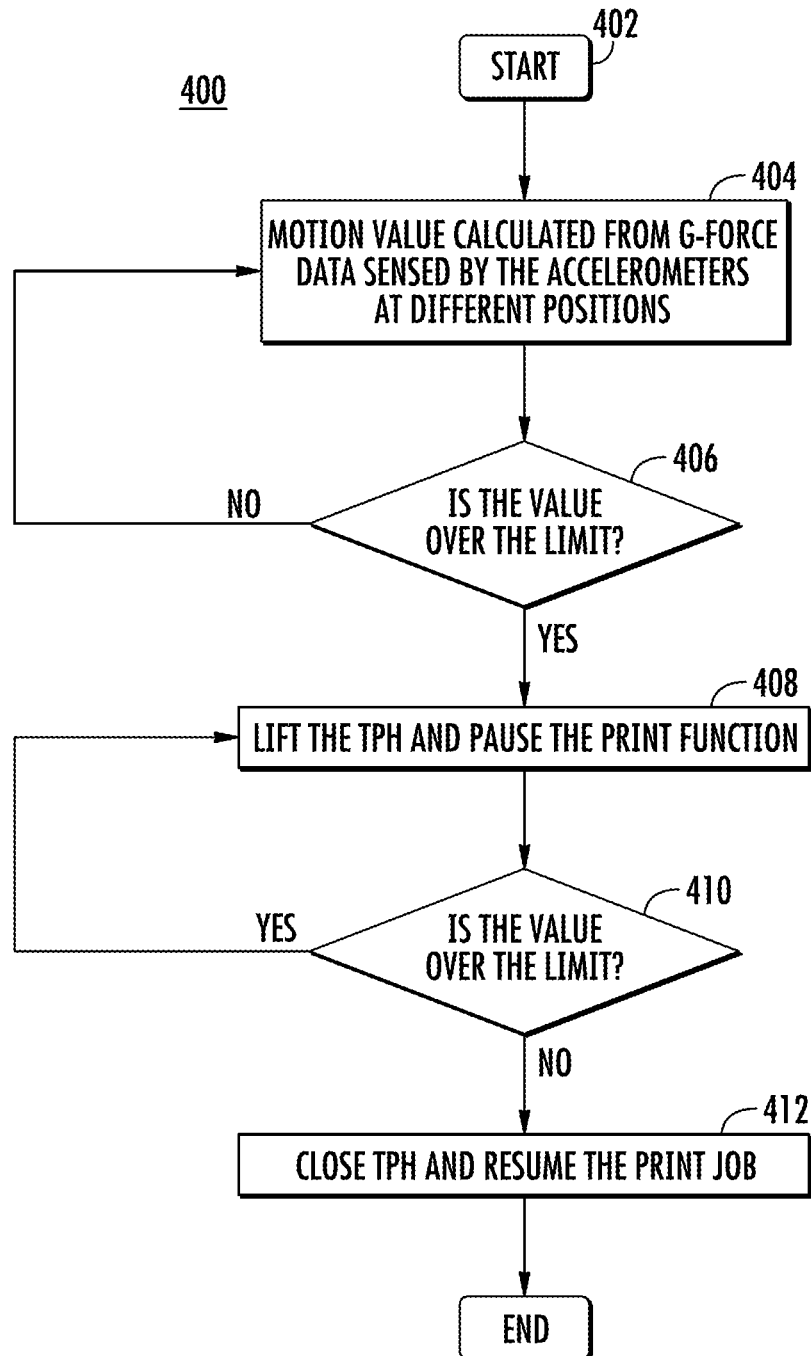 402
START
400
404
MOTION VALUE CALCULATED FROM G-FORCE
DATA SENSED BY THE ACCELEROMETERS
AT DIFFERENT POSITIONS
406
IS THE VALUE
OVER THE LIMIT?
NO
YES
408
LIFT THE TPH AND PAUSE THE PRINT FUNCTION
410
IS THE VALUE
OVER THE LIMIT?
YES
NO
412
CLOSE TPH AND RESUME THE PRINT JOB
END